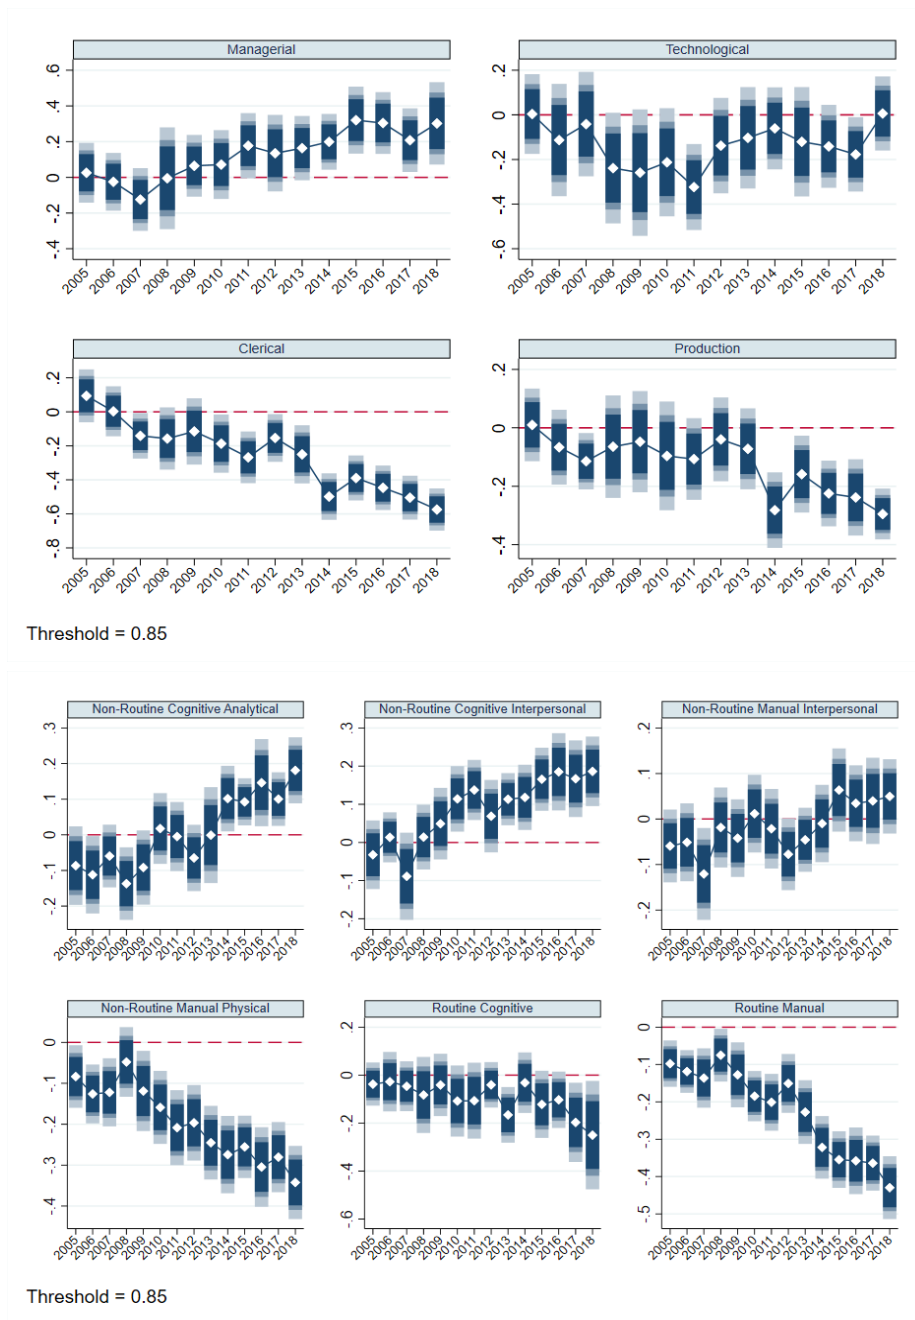 Managerial
.6
.4
.2
0
-.2
-.4
2005 2006 2007 2008 2009 2010 2011 2012 2013 2014 2015 2016 2017 2018
Technological
.2
0
-.2
-.4
-.6
2005 2006 2007 2008 2009 2010 2011 2012 2013 2014 2015 2016 2017 2018
Clerical
.2
0
-.2
-.4
-.6
-.8
2005 2006 2007 2008 2009 2010 2011 2012 2013 2014 2015 2016 2017 2018
Production
.2
0
-.2
-.4
2005 2006 2007 2008 2009 2010 2011 2012 2013 2014 2015 2016 2017 2018
Threshold = 0.85
Non-Routine Cognitive Analytical
.3
.2
.1
0
-.1
-.2
2005 2006 2007 2008 2009 2010 2011 2012 2013 2014 2015 2016 2017 2018
Non-Routine Cognitive Interpersonal
.3
.2
.1
0
-.1
-.2
2005 2006 2007 2008 2009 2010 2011 2012 2013 2014 2015 2016 2017 2018
Non-Routine Manual Interpersonal
.2
.1
0
-.1
-.2
2005 2006 2007 2008 2009 2010 2011 2012 2013 2014 2015 2016 2017 2018
Non-Routine Manual Physical
0
-.1
-.2
-.3
-.4
2005 2006 2007 2008 2009 2010 2011 2012 2013 2014 2015 2016 2017 2018
Routine Cognitive
.2
0
-.2
-.4
-.6
2005 2006 2007 2008 2009 2010 2011 2012 2013 2014 2015 2016 2017 2018
Routine Manual
0
-.1
-.2
-.3
-.4
-.5
2005 2006 2007 2008 2009 2010 2011 2012 2013 2014 2015 2016 2017 2018
Threshold = 0.85